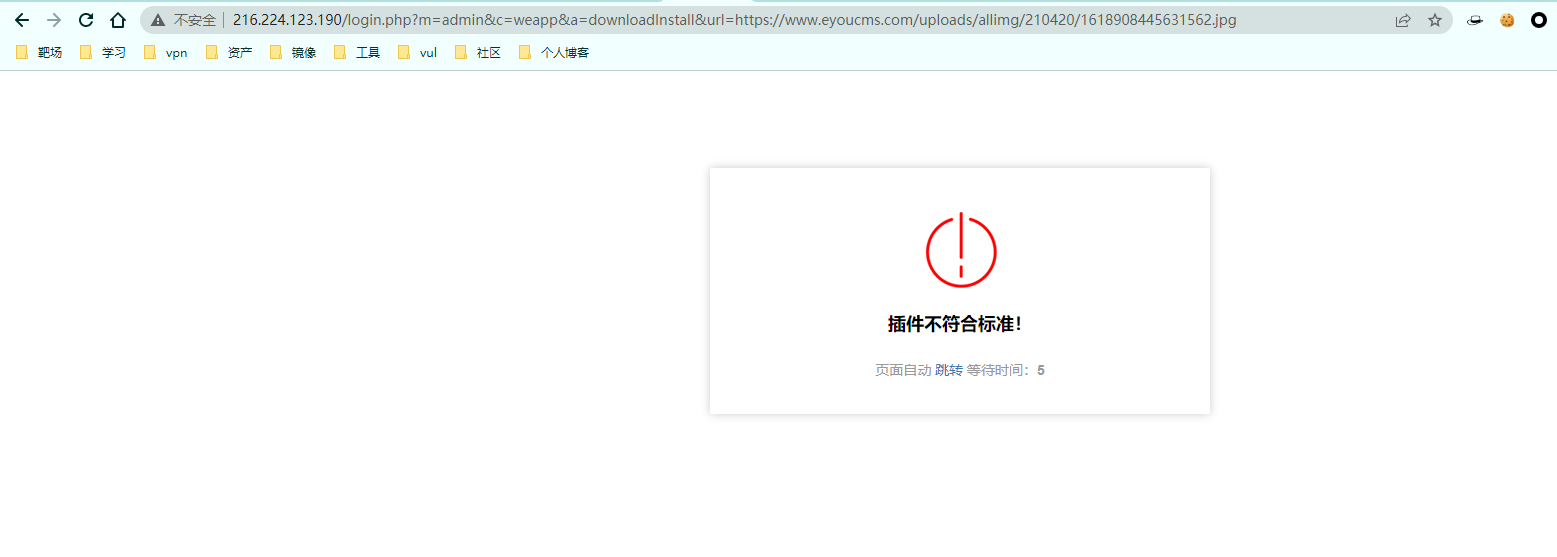 不安全 216.224.123.190/login.php?m=admin&c=weapp&a=downloadInstall&url=https://www.eyoucms.com/uploads/allimg/210420/1618908445631562.jpg
靶场 学习 vpn 资产 镜像 工具 vul 社区 个人博客
插件不符合标准!
页面自动 跳转 等待时间：5